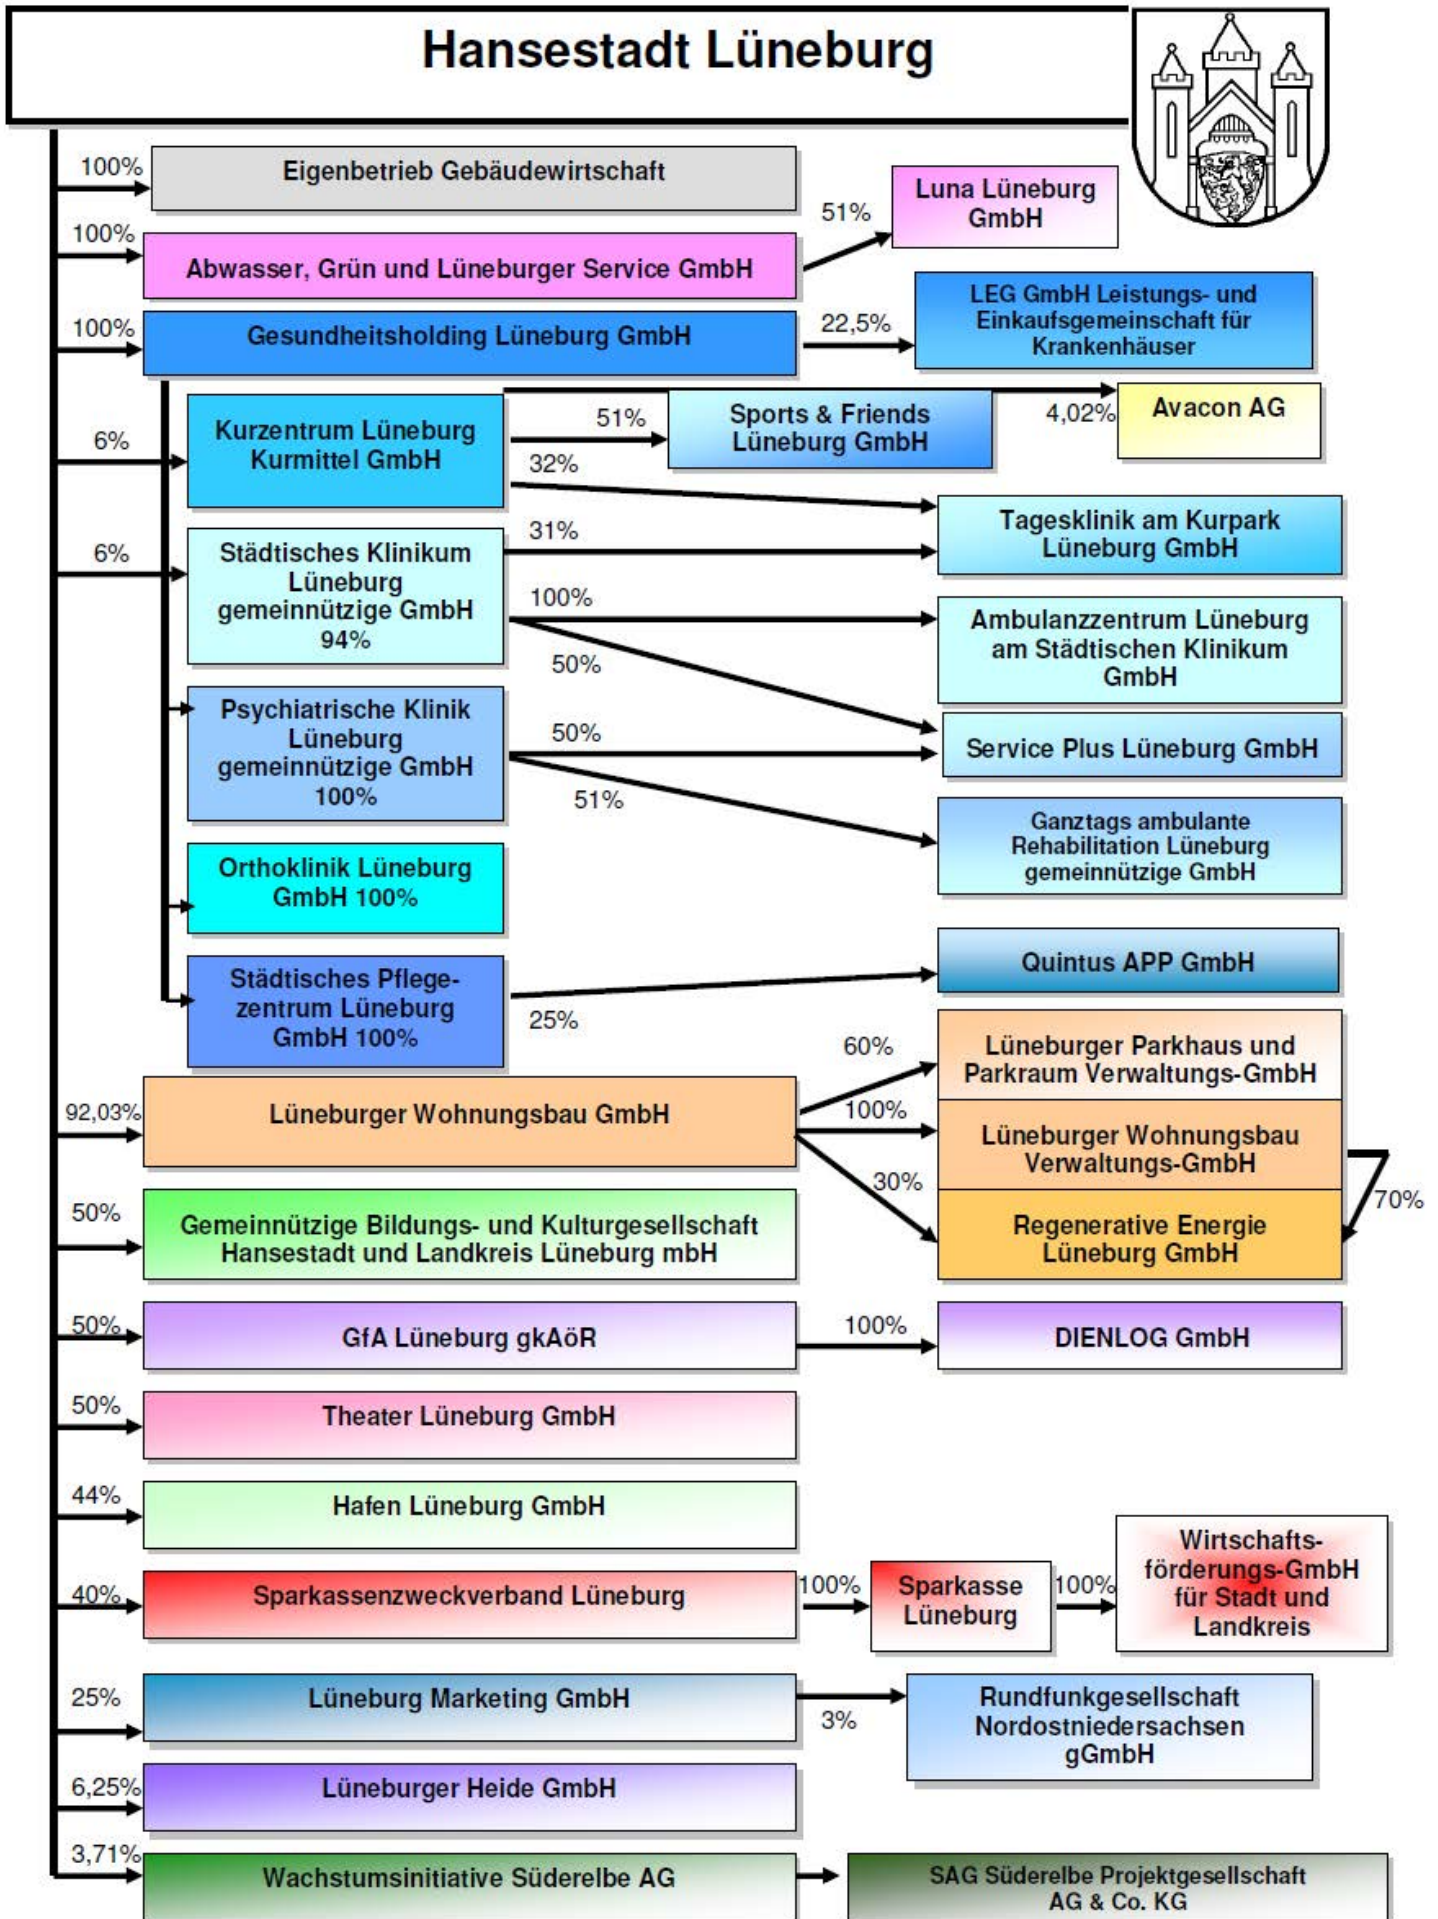 Hansestadt Lüneburg
100%
Eigenbetrieb Gebäudewirtschaft
100%
Abwasser, Grün und Lüneburger Service GmbH
51%
Luna Lüneburg
GmbH
100%
Gesundheitsholding Lüneburg GmbH
22,5%
LEG GmbH Leistungs- und
Einkaufsgemeinschaft für
Krankenhäuser
6%
Kurzentrum Lüneburg
Kurmittel GmbH
51%
Sports & Friends
Lüneburg GmbH
4,02%
Avacon AG
32%
Tagesklinik am Kurpark
Lüneburg GmbH
6%
Städtisches Klinikum
Lüneburg
gemeinnützige GmbH
94%
31%
100%
Ambulanzzentrum Lüneburg
am Städtischen Klinikum
GmbH
50%
Psychiatrische Klinik
Lüneburg
gemeinnützige GmbH
100%
50%
Service Plus Lüneburg GmbH
51%
Ganztags ambulante
Rehabilitation Lüneburg
gemeinnützige GmbH
Orthoklinik Lüneburg
GmbH 100%
Städtisches Pflege-
zentrum Lüneburg
GmbH 100%
25%
Quintus APP GmbH
92,03%
Lüneburger Wohnungsbau GmbH
60%
Lüneburger Parkhaus und
Parkraum Verwaltungs-GmbH
100%
Lüneburger Wohnungsbau
Verwaltungs-GmbH
30%
70%
Regenerative Energie
Lüneburg GmbH
50%
Gemeinnützige Bildungs- und Kulturgesellschaft
Hansestadt und Landkreis Lüneburg mbH
50%
GfA Lüneburg gkAöR
100%
DIENLOG GmbH
50%
Theater Lüneburg GmbH
44%
Hafen Lüneburg GmbH
40%
Sparkassenzweckverband Lüneburg
100%
Sparkasse
Lüneburg
100%
Wirtschafts-
förderungs-GmbH
für Stadt und
Landkreis
25%
Lüneburg Marketing GmbH
3%
Rundfunkgesellschaft
Nordostniedersachsen
gGmbH
6,25%
Lüneburger Heide GmbH
3,71%
Wachstumsinitiative Süderelbe AG
SAG Süderelbe Projektgesellschaft
AG & Co. KG